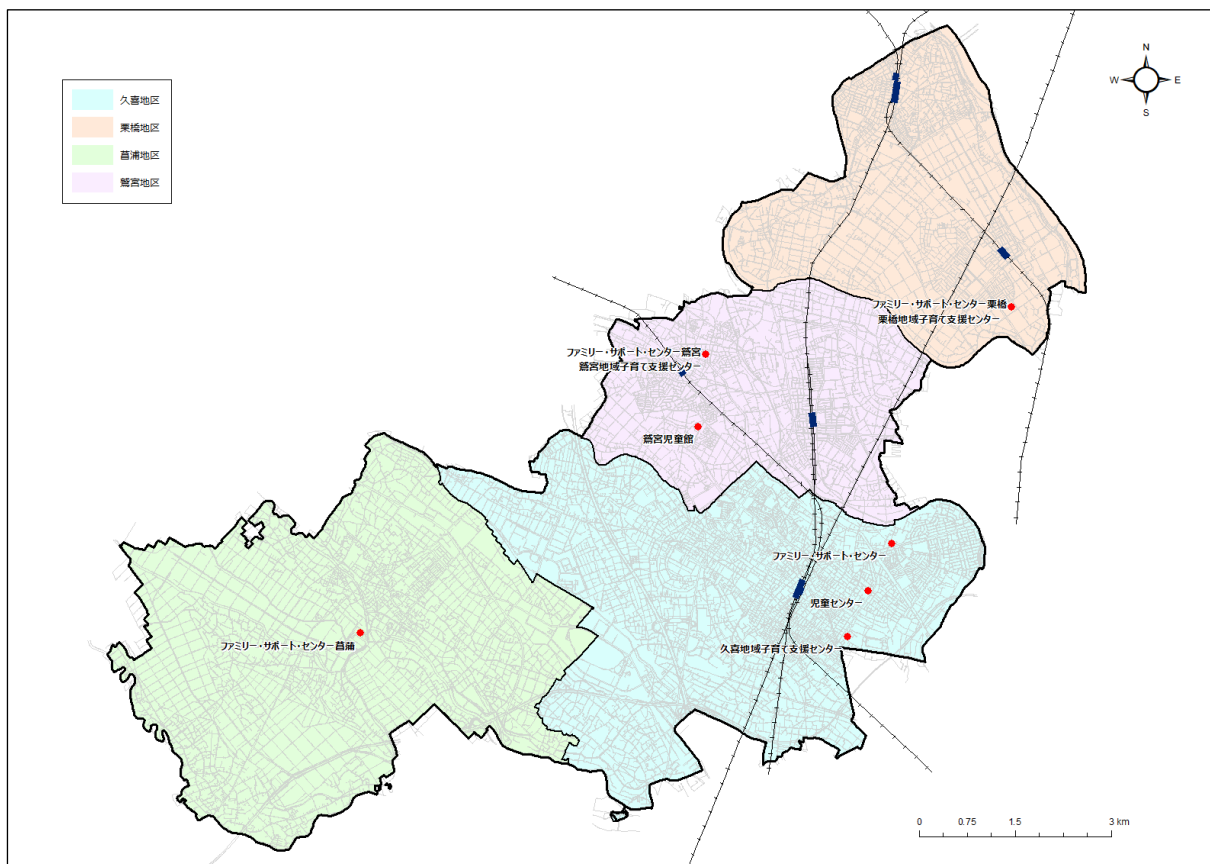 久喜地区
栗橋地区
菖浦地区
鷲宮地区
N
W
E
S
ファミリー・サポート・センター栗橋
栗橋地域子育て支援センター
ファミリー・サポート・センター鷲宮
鷲宮地域子育て支援センター
鷲宮児童館
ファミリー・サポート・センター
児童センター
久喜地域子育て支援センター
ファミリー・サポート・センター菖蒲
0 0.75 1.5 3 km